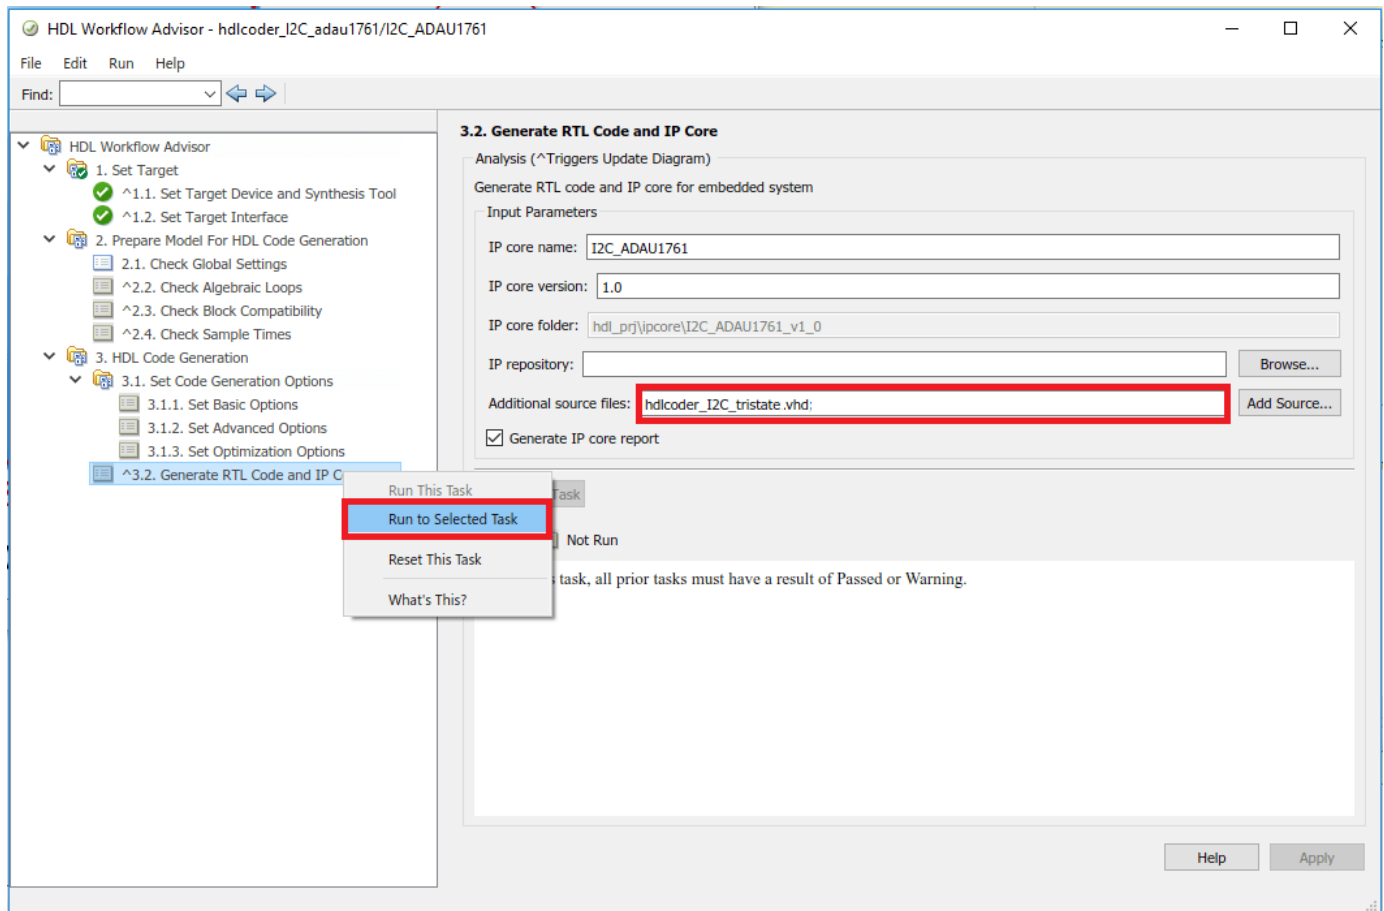 HDL Workflow Advisor - hdlcoder_I2C_adau1761/I2C_ADAU1761
File Edit Run Help
Find:
HDL Workflow Advisor
1. Set Target
^1.1. Set Target Device and Synthesis Tool
^1.2. Set Target Interface
2. Prepare Model For HDL Code Generation
2.1. Check Global Settings
^2.2. Check Algebraic Loops
^2.3. Check Block Compatibility
^2.4. Check Sample Times
3. HDL Code Generation
3.1. Set Code Generation Options
3.1.1. Set Basic Options
3.1.2. Set Advanced Options
3.1.3. Set Optimization Options
^3.2. Generate RTL Code and IP C
Run This Task
Run to Selected Task
Reset This Task
What's This?
3.2. Generate RTL Code and IP Core
Analysis (^Triggers Update Diagram)
Generate RTL code and IP core for embedded system
Input Parameters
IP core name: I2C_ADAU1761
IP core version: 1.0
IP core folder: hdl_prj\ipcore\I2C_ADAU1761_v1_0
IP repository: Browse...
Additional source files: hdlcoder_I2C_tristate.vhd; Add Source...
Generate IP core report
Task
Not Run
task, all prior tasks must have a result of Passed or Warning.
Help Apply